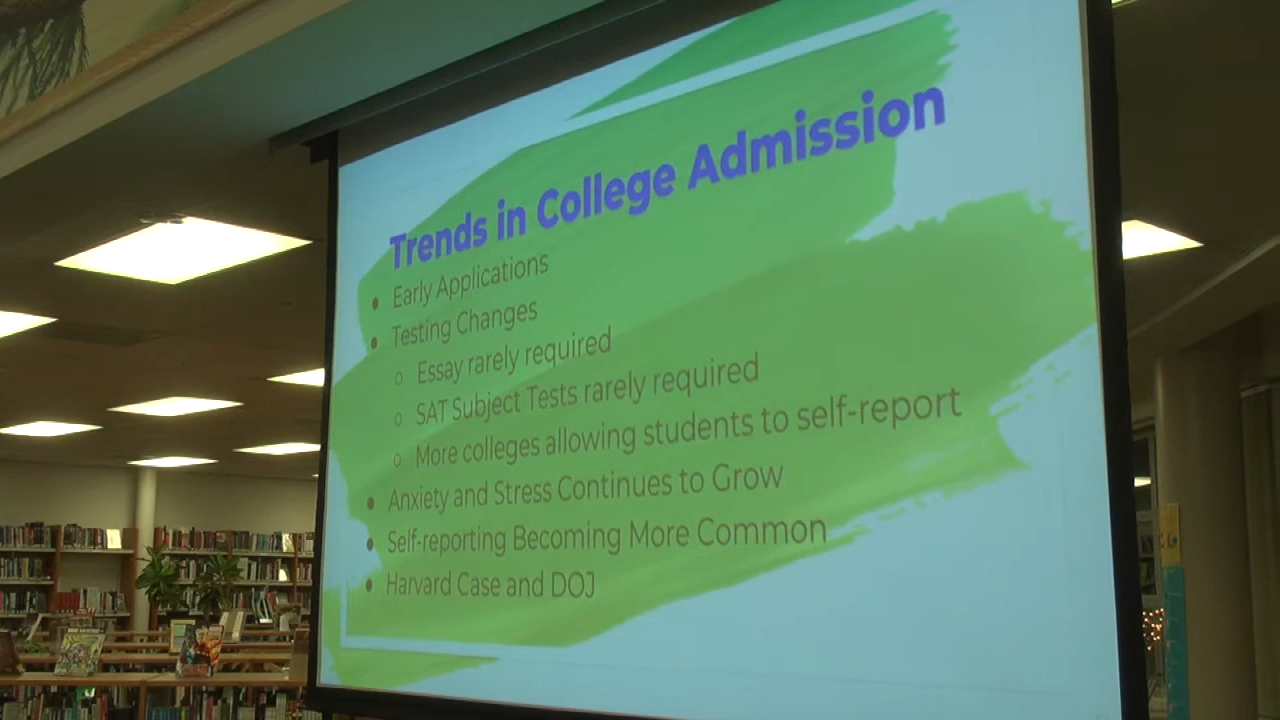 Trends in College Admission
● Early Applications
● Testing Changes
○ Essay rarely required
○ SAT Subject Tests rarely required
○ More colleges allowing students to self-report
● Anxiety and Stress Continues to Grow
● Self-reporting Becoming More Common
● Harvard Case and DOJ